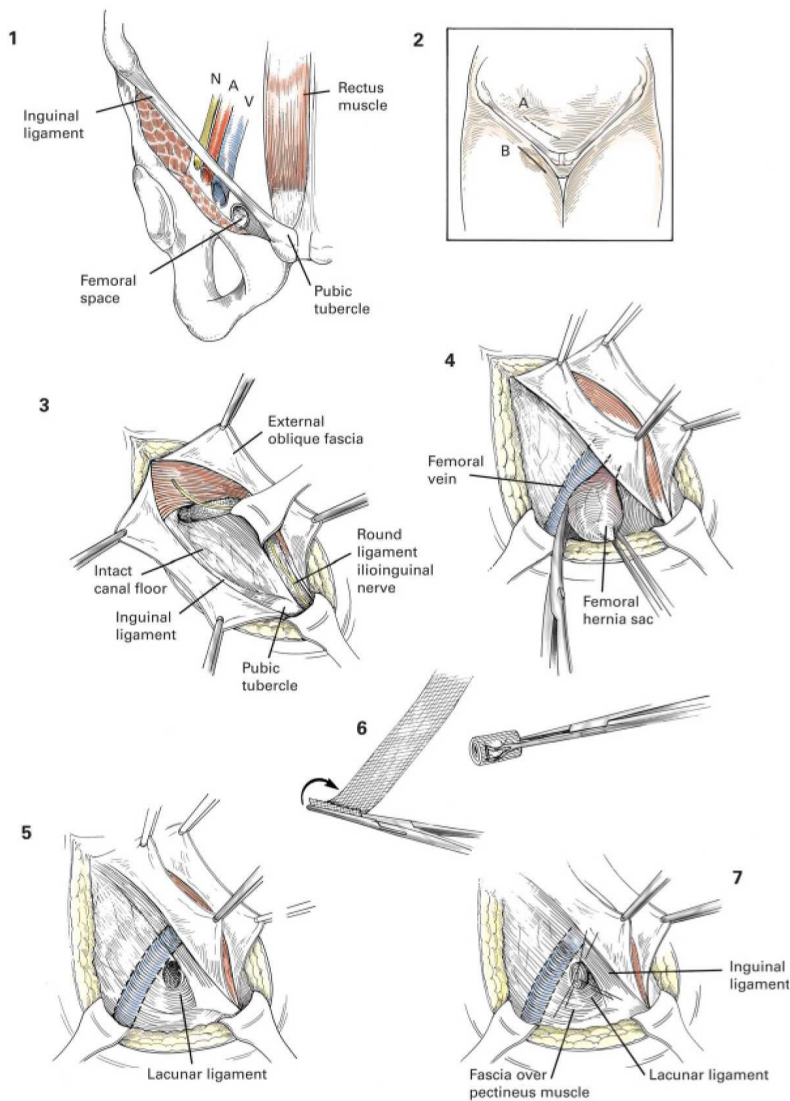 1
N A V
Inguinal
ligament
Rectus
muscle
Femoral
space
Pubic
tubercle
2
A
B
3
External
oblique fascia
Intact
canal floor
Inguinal
ligament
Round
ligament
ilioinguinal
nerve
Pubic
tubercle
4
Femoral
vein
Femoral
hernia sac
6
5
Lacunar ligament
7
Inguinal
ligament
Fascia over
pectineus muscle
Lacunar ligament